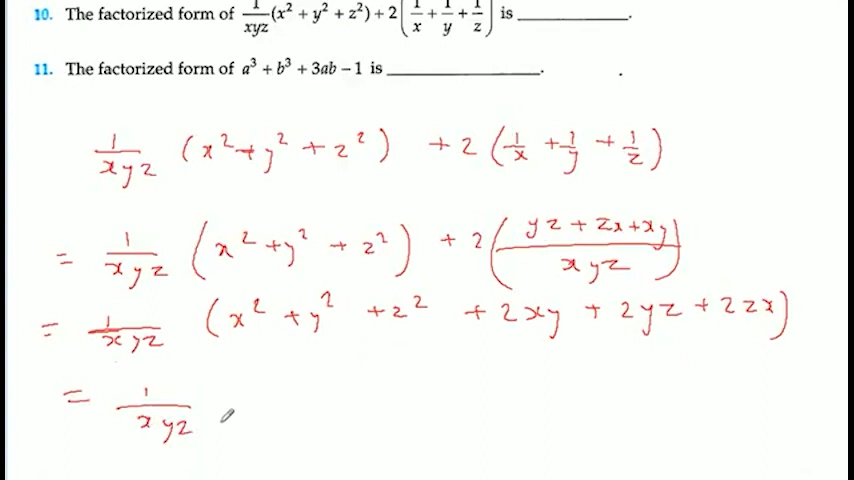 10. The factorized form of 1/xyz (x² + y² + z²) + 2(1/x + 1/y + 1/z) is ____________.
11. The factorized form of a³ + b³ + 3ab – 1 is ________________.
1/xyz (x² + y² + z²) + 2 (1/x + 1/y + 1/z)
= 1/xyz (x² + y² + z²) + 2 ((yz + zx + xy)/xyz)
= 1/xyz (x² + y² + z² + 2xy + 2yz + 2zx)
= 1/xyz